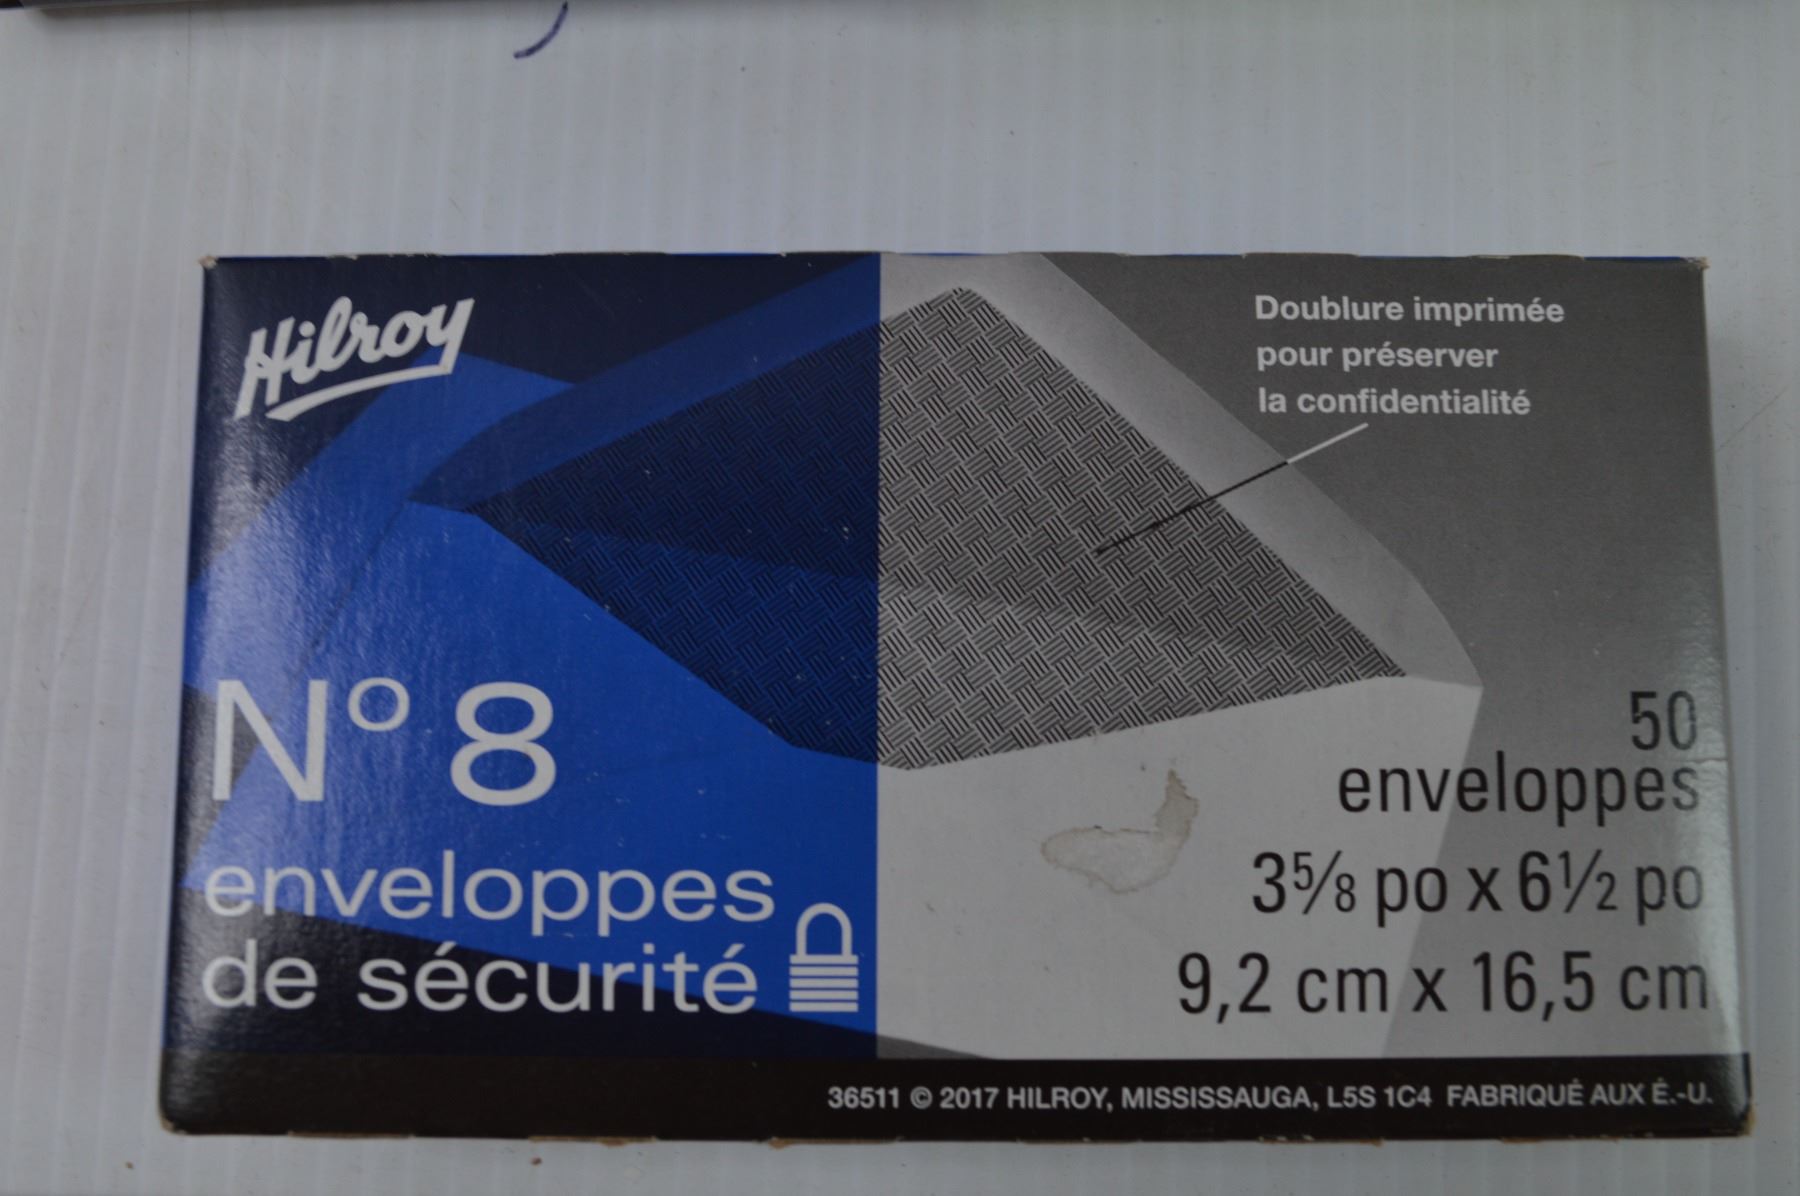 Hilroy
Doublure imprimée
pour préserver
la confidentialité
Nº 8
enveloppes
de sécurité
50
enveloppes
3⅝ po x 6½ po
9,2 cm x 16,5 cm
36511 © 2017 HILROY, MISSISSAUGA, L5S 1C4 FABRIQUÉ AUX É.-U.